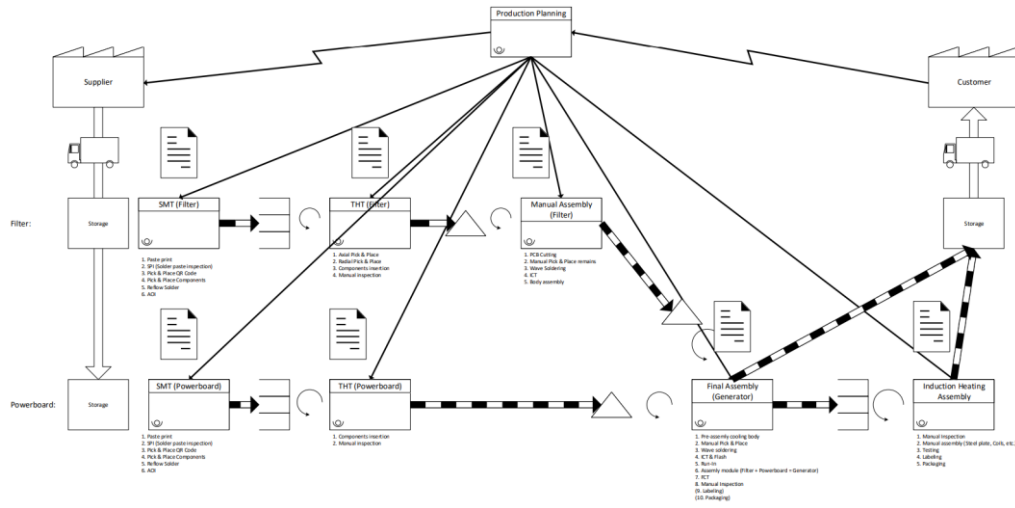 Production Planning
Supplier
Customer
Filter:
Storage
SMT (Filter)
1. Paste print
2. SPI (Solder paste inspection)
3. Pick & Place QR Code
4. Pick & Place Components
5. Reflow Solder
6. AOI
THT (Filter)
1. Axial Pick & Place
2. Radial Pick & Place
3. Components insertion
4. Manual inspection
Manual Assembly
(Filter)
1. PCB Cutting
2. Manual Pick & Place remains
3. Wave Soldering
4. ICT
5. Body assembly
Storage
Powerboard:
Storage
SMT (Powerboard)
1. Paste print
2. SPI (Solder paste inspection)
3. Pick & Place QR Code
4. Pick & Place Components
5. Reflow Solder
6. AOI
THT (Powerboard)
1. Components insertion
2. Manual inspection
Final Assembly
(Generator)
1. Pre-assembly cooling body
2. Manual Pick & Place
3. Wave soldering
4. ICT & Flash
5. Run-in
6. Assembly module (Filter + Powerboard = Generator)
7. FCT
8. Manual Inspection
(9. Labeling)
(10. Packaging)
Induction Heating
Assembly
1. Manual Inspection
2. Manual assembly (Steel plate, Coils, etc.)
3. Testing
4. Labeling
5. Packaging